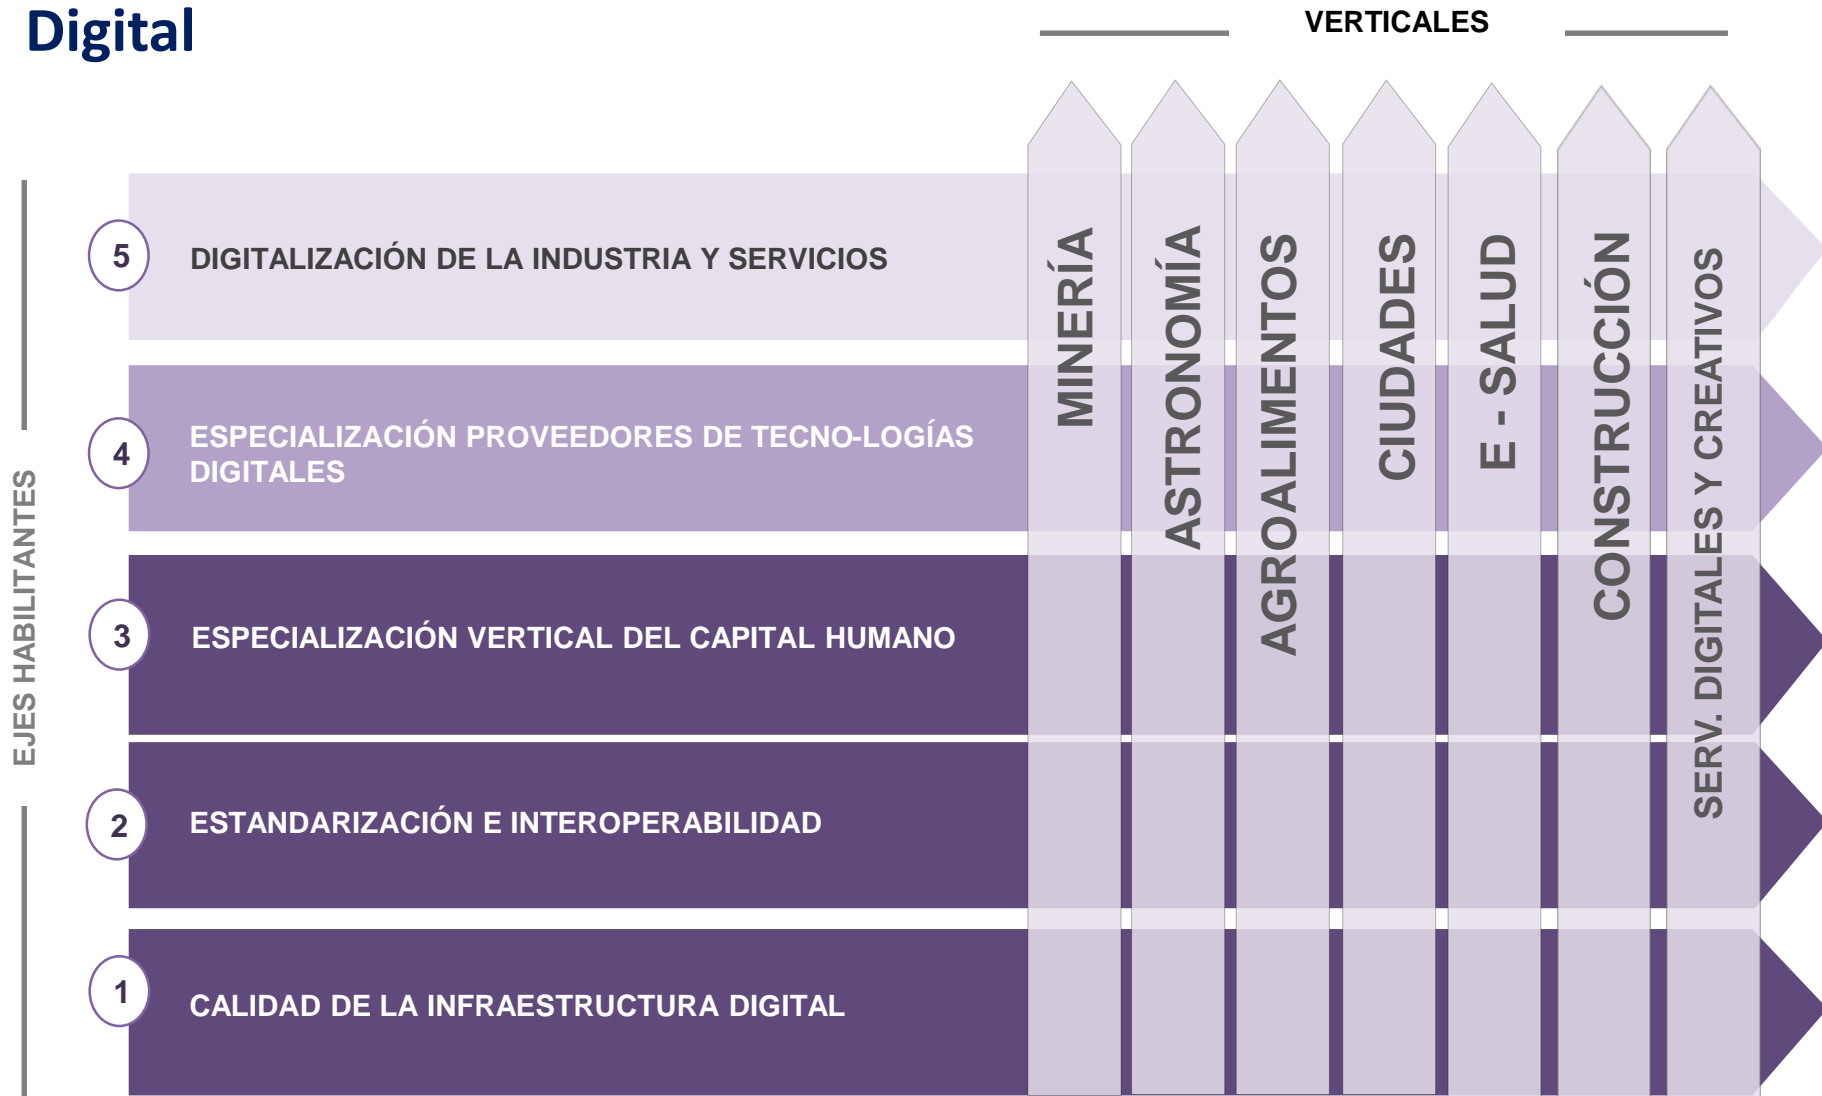 Digital
VERTICALES
EJES HABILITANTES
5
DIGITALIZACIÓN DE LA INDUSTRIA Y SERVICIOS
4
ESPECIALIZACIÓN PROVEEDORES DE TECNO-LOGÍAS
DIGITALES
3
ESPECIALIZACIÓN VERTICAL DEL CAPITAL HUMANO
2
ESTANDARIZACIÓN E INTEROPERABILIDAD
1
CALIDAD DE LA INFRAESTRUCTURA DIGITAL
MINERÍA
ASTRONOMÍA
AGROALIMENTOS
CIUDADES
E - SALUD
CONSTRUCCIÓN
SERV. DIGITALES Y CREATIVOS